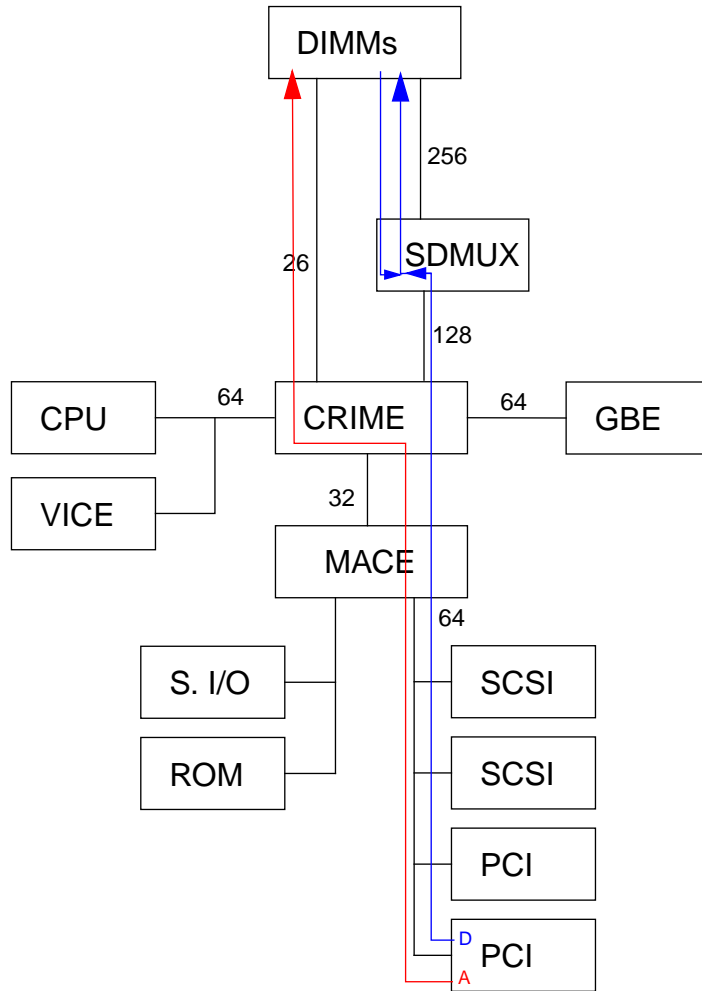 DIMMs
256
SDMUX
26
128
CPU
64
CRIME
64
GBE
VICE
32
MACE
64
S. I/O
SCSI
ROM
SCSI
PCI
D
PCI
A